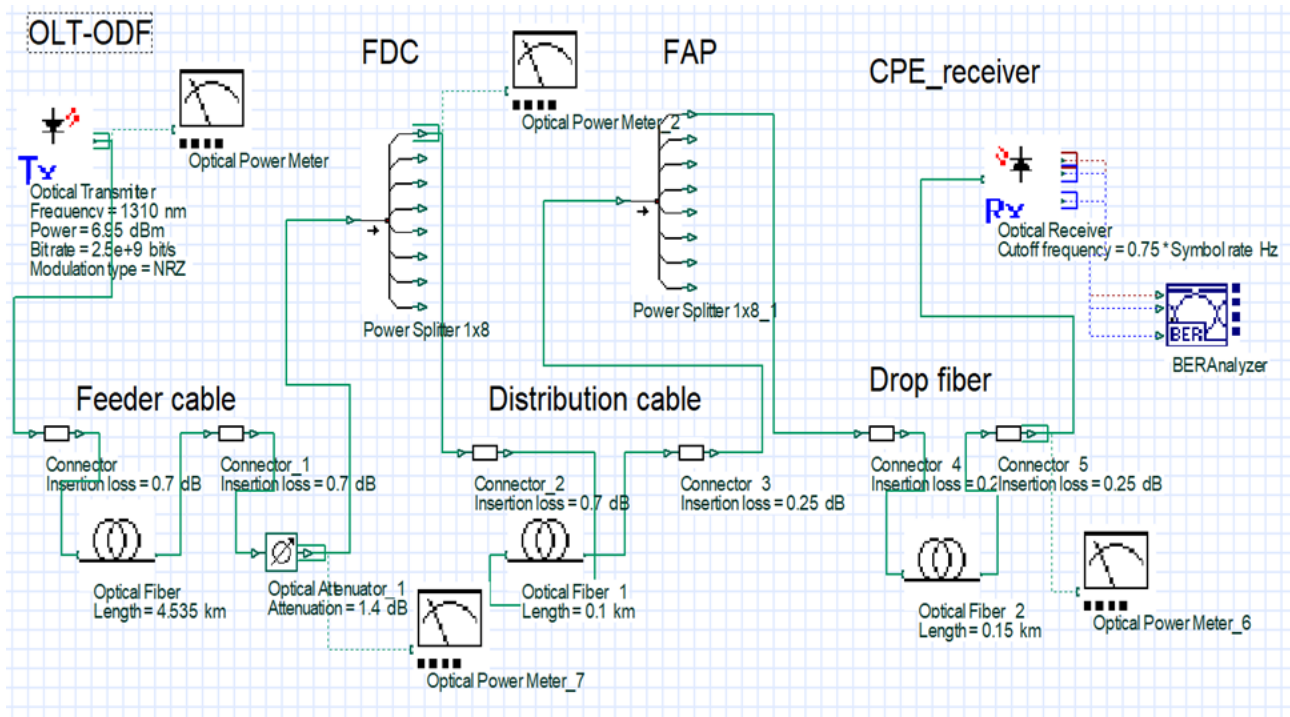 OLT-ODF
FDC
FAP
CPE_receiver
Optical Power Meter
Optical Power Meter_2
Tx
Optical Transmiter
Frequency = 1310 nm
Power = 6.95 dBm
Bit rate = 2.5e+9 bit/s
Modulation type = NRZ
Power Splitter 1x8
Power Splitter 1x8_1
Rx
Optical Receiver
Cutoff frequency = 0.75 * Symbol rate Hz
BER
BER Analyzer
Feeder cable
Distribution cable
Drop fiber
Connector
Insertion loss = 0.7 dB
Connector_1
Insertion loss = 0.7 dB
Connector_2
Insertion loss = 0.7 dB
Connector_3
Insertion loss = 0.25 dB
Connector_4
Insertion loss = 0.2
Connector_5
Insertion loss = 0.25 dB
Optical Fiber
Length = 4.535 km
Optical Attenuator_1
Attenuation = 1.4 dB
Optical Fiber_1
Length = 0.1 km
Optical Fiber_2
Length = 0.15 km
Optical Power Meter_6
Optical Power Meter_7